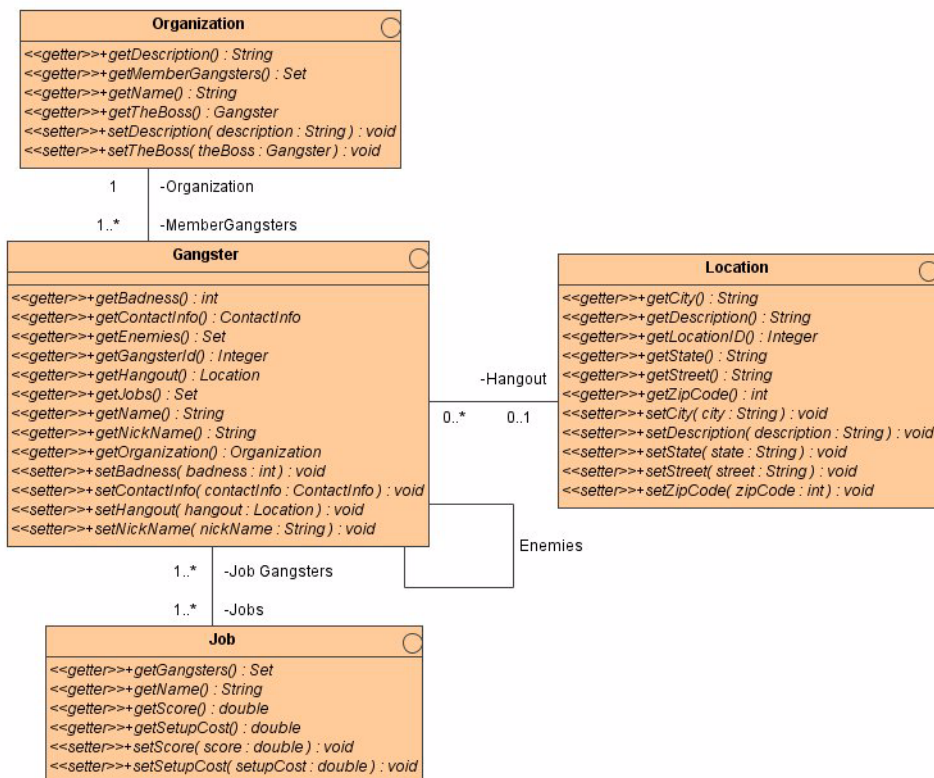 Organization
<<getter>>+getDescription() : String
<<getter>>+getMemberGangsters() : Set
<<getter>>+getName() : String
<<getter>>+getTheBoss() : Gangster
<<setter>>+setDescription( description : String ) : void
<<setter>>+setTheBoss( theBoss : Gangster ) : void
1 -Organization
1..* -MemberGangsters
Gangster
<<getter>>+getBadness() : int
<<getter>>+getContactInfo() : ContactInfo
<<getter>>+getEnemies() : Set
<<getter>>+getGangsterId() : Integer
<<getter>>+getHangout() : Location
<<getter>>+getJobs() : Set
<<getter>>+getName() : String
<<getter>>+getNickName() : String
<<getter>>+getOrganization() : Organization
<<setter>>+setBadness( badness : int ) : void
<<setter>>+setContactInfo( contactInfo : ContactInfo ) : void
<<setter>>+setHangout( hangout : Location ) : void
<<setter>>+setNickName( nickName : String ) : void
-Hangout
0..* 0..1
Location
<<getter>>+getCity() : String
<<getter>>+getDescription() : String
<<getter>>+getLocationID() : Integer
<<getter>>+getState() : String
<<getter>>+getStreet() : String
<<getter>>+getZipCode() : int
<<setter>>+setCity( city : String ) : void
<<setter>>+setDescription( description : String ) : void
<<setter>>+setState( state : String ) : void
<<setter>>+setStreet( street : String ) : void
<<setter>>+setZipCode( zipCode : int ) : void
Enemies
1..* -Job Gangsters
1..* -Jobs
Job
<<getter>>+getGangsters() : Set
<<getter>>+getName() : String
<<getter>>+getScore() : double
<<getter>>+getSetupCost() : double
<<setter>>+setScore( score : double ) : void
<<setter>>+setSetupCost( setupCost : double ) : void